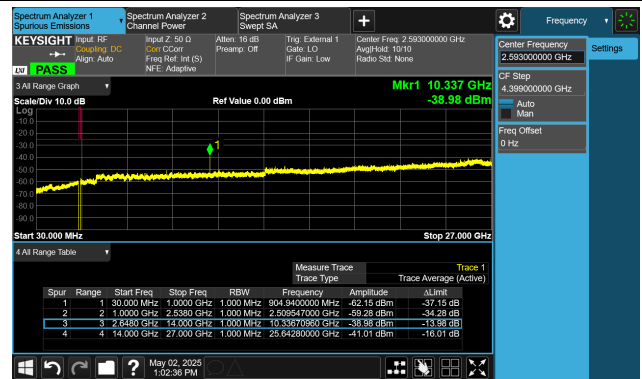 Spectrum Analyzer 1
Spurious Emissions
Spectrum Analyzer 2
Channel Power
Spectrum Analyzer 3
Swept SA
Frequency
KEYSIGHT
Input: RF
Coupling: DC
Align: Auto
Input Z: 50 Ω
Corr CCorr
Freq Ref: Int (S)
NFE: Adaptive
Atten: 16 dB
Preamp: Off
Trig: External 1
Gate: LO
IF Gain: Low
Center Freq: 2.593000000 GHz
Avg|Hold: 10/10
Radio Std: None
LXI PASS
Center Frequency
2.593000000 GHz
Settings
CF Step
4.399000000 GHz
Auto
Man
Freq Offset
0 Hz
3 All Range Graph
Mkr1 10.337 GHz
-38.98 dBm
Scale/Div 10.0 dB
Ref Value 0.00 dBm
Log
-10.0
-20.0
-30.0
-40.0
-50.0
-60.0
-70.0
-80.0
-90.0
1
Start 30.000 MHz
Stop 27.000 GHz
4 All Range Table
Measure Trace Trace 1
Trace Type Trace Average (Active)
Spur Range Start Freq Stop Freq RBW Frequency Amplitude ΔLimit
1 1 30.000 MHz 1.0000 GHz 1.000 MHz 904.9400000 MHz -62.15 dBm -37.15 dB
2 2 1.0000 GHz 2.5380 GHz 1.000 MHz 2.509547000 GHz -59.28 dBm -34.28 dB
3 3 2.6480 GHz 14.000 GHz 1.000 MHz 10.33670960 GHz -38.98 dBm -13.98 dB
4 4 14.000 GHz 27.000 GHz 1.000 MHz 25.64280000 GHz -41.01 dBm -16.01 dB
May 02, 2025
1:02:36 PM